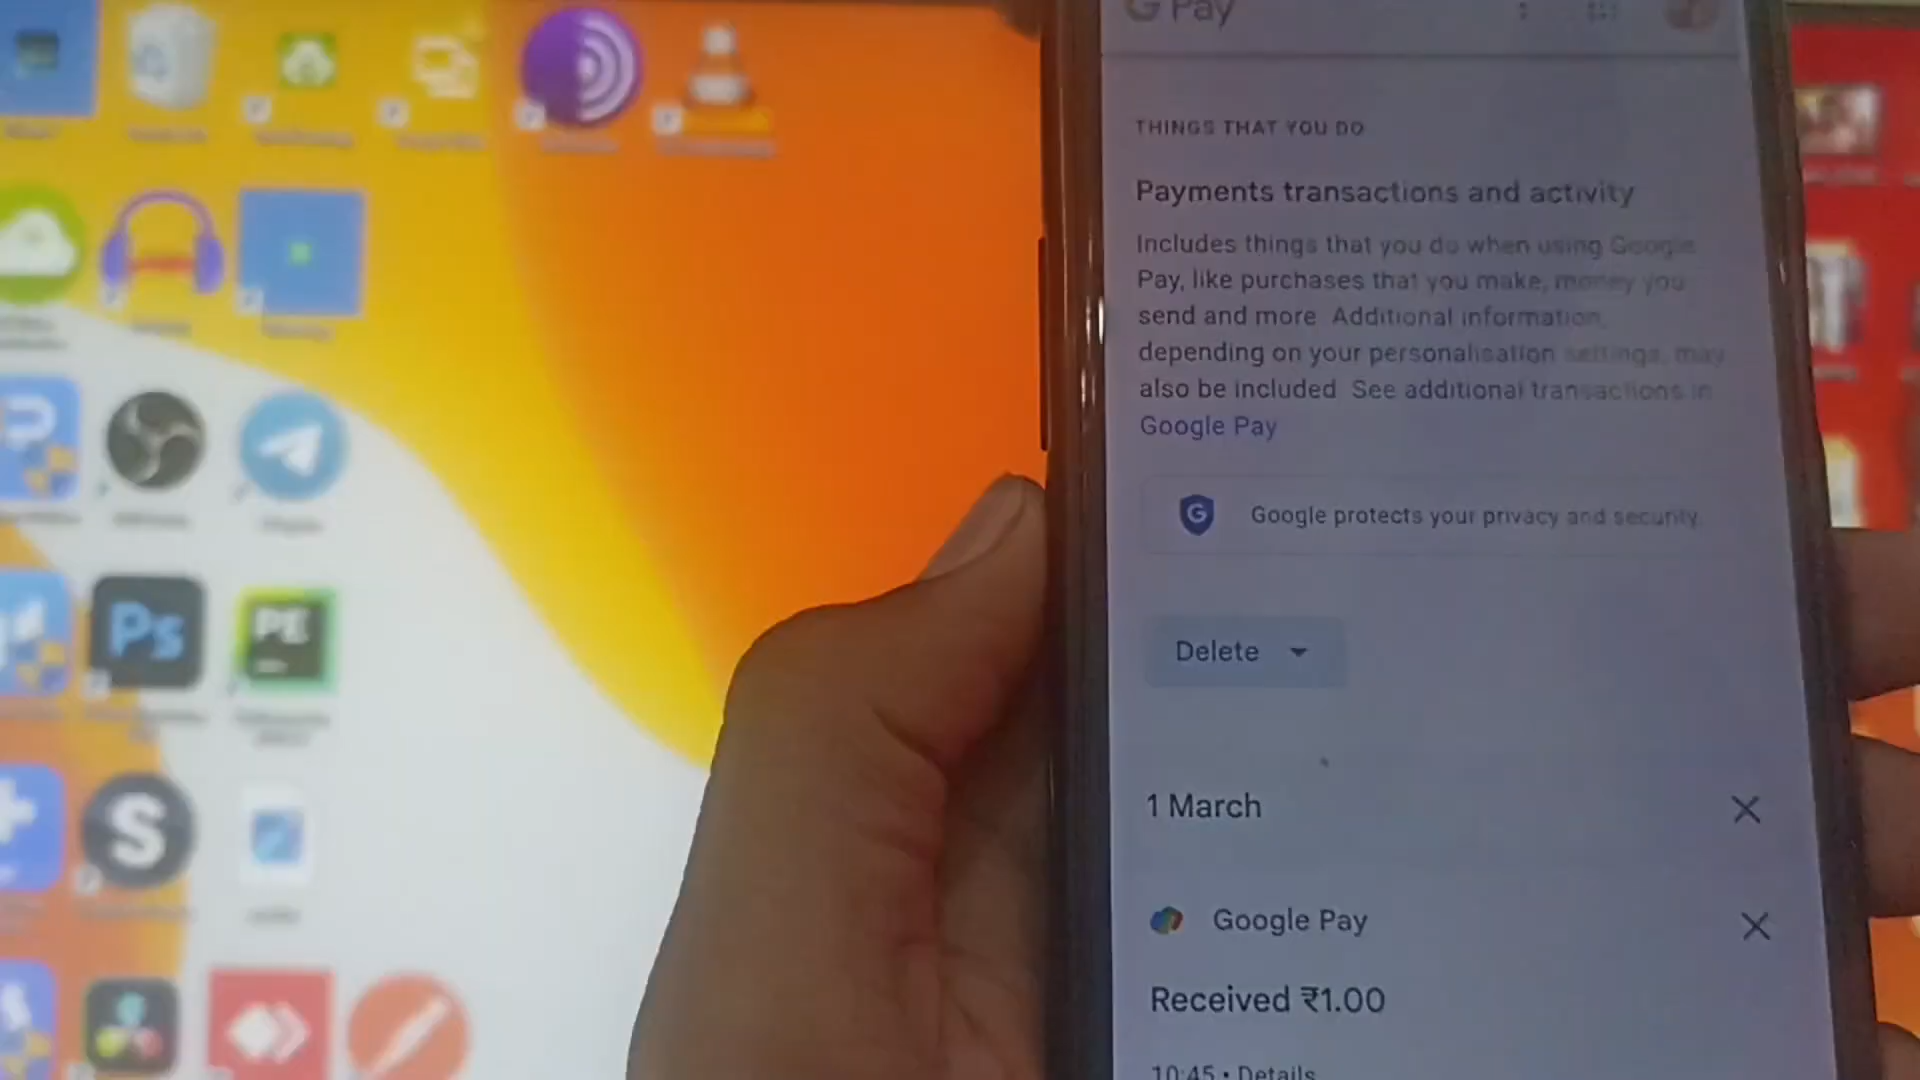 G Pay
THINGS THAT YOU DO
Payments transactions and activity
Includes things that you do when using Google
Pay, like purchases that you make, money you
send and more. Additional information,
depending on your personalisation settings, may
also be included. See additional transactions in
Google Pay
G
Google protects your privacy and security.
Delete
1 March
Google Pay
Received ₹1.00
10:45 • Details
Ps
PE
S